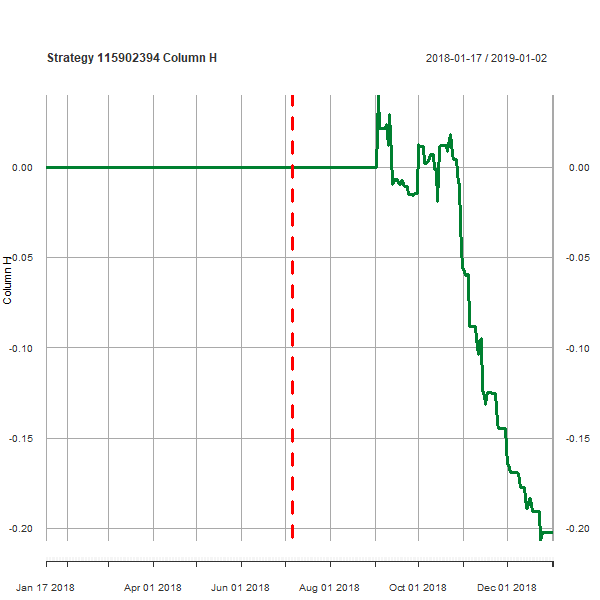 Strategy 115902394 Column H
2018-01-17 / 2019-01-02
0.00
0.00
-0.05
-0.05
Column H
-0.10
-0.10
-0.15
-0.15
-0.20
-0.20
Jan 17 2018
Apr 01 2018
Jun 01 2018
Aug 01 2018
Oct 01 2018
Dec 01 2018